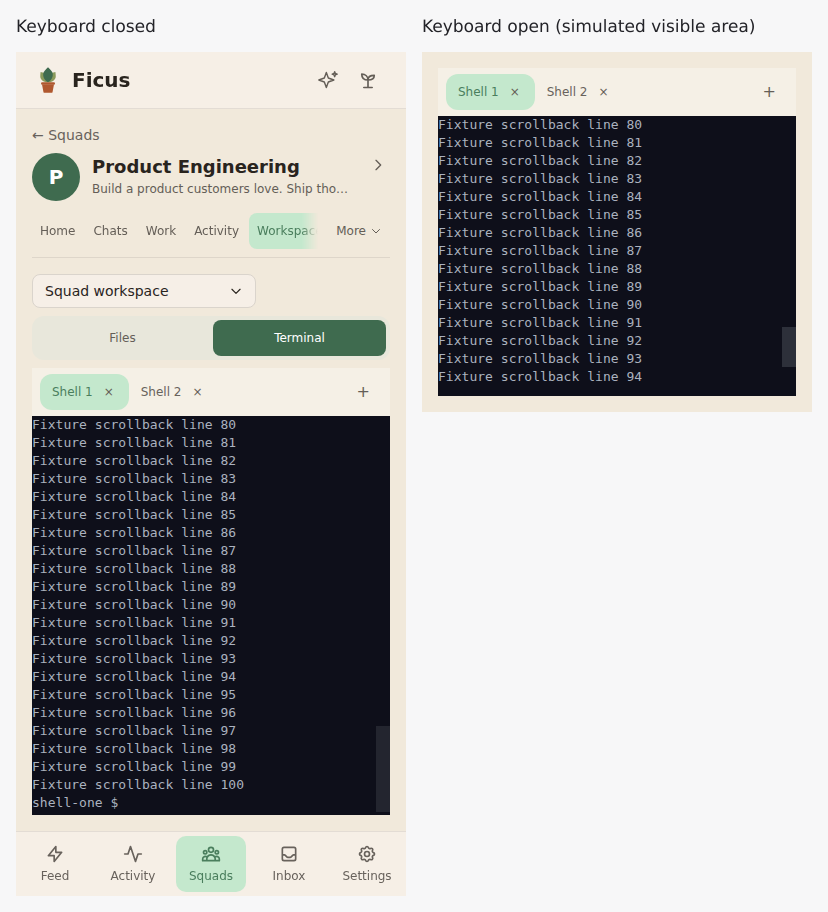 Keyboard closed
Ficus
← Squads
P
Product Engineering
Build a product customers love. Ship tho...
Home Chats Work Activity Workspac More
Squad workspace
Files Terminal
Shell 1 × Shell 2 × +
Fixture scrollback line 80
Fixture scrollback line 81
Fixture scrollback line 82
Fixture scrollback line 83
Fixture scrollback line 84
Fixture scrollback line 85
Fixture scrollback line 86
Fixture scrollback line 87
Fixture scrollback line 88
Fixture scrollback line 89
Fixture scrollback line 90
Fixture scrollback line 91
Fixture scrollback line 92
Fixture scrollback line 93
Fixture scrollback line 94
Fixture scrollback line 95
Fixture scrollback line 96
Fixture scrollback line 97
Fixture scrollback line 98
Fixture scrollback line 99
Fixture scrollback line 100
shell-one $
Feed Activity Squads Inbox Settings
Keyboard open (simulated visible area)
Shell 1 × Shell 2 × +
Fixture scrollback line 80
Fixture scrollback line 81
Fixture scrollback line 82
Fixture scrollback line 83
Fixture scrollback line 84
Fixture scrollback line 85
Fixture scrollback line 86
Fixture scrollback line 87
Fixture scrollback line 88
Fixture scrollback line 89
Fixture scrollback line 90
Fixture scrollback line 91
Fixture scrollback line 92
Fixture scrollback line 93
Fixture scrollback line 94